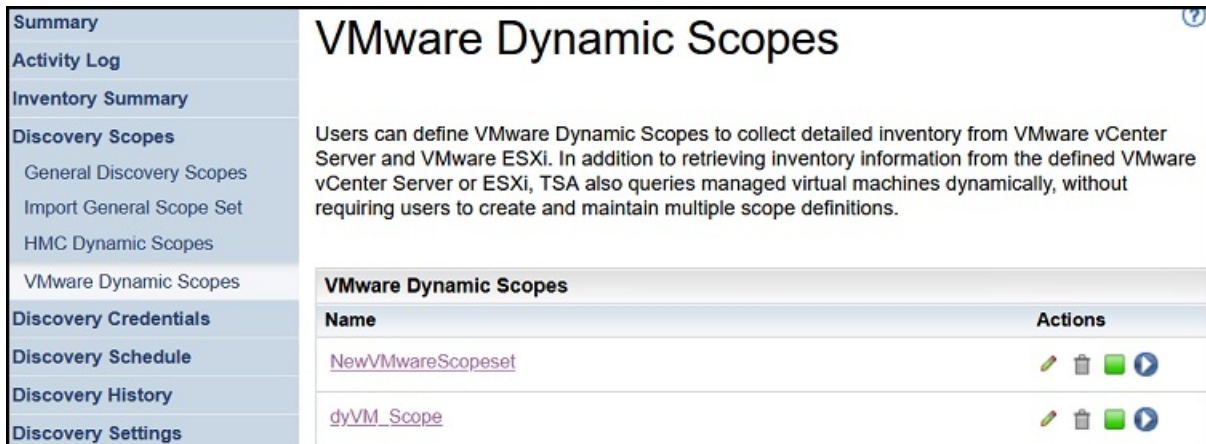 Summary
Activity Log
Inventory Summary
Discovery Scopes
General Discovery Scopes
Import General Scope Set
HMC Dynamic Scopes
VMware Dynamic Scopes
Discovery Credentials
Discovery Schedule
Discovery History
Discovery Settings
?
VMware Dynamic Scopes
Users can define VMware Dynamic Scopes to collect detailed inventory from VMware vCenter
Server and VMware ESXi. In addition to retrieving inventory information from the defined VMware
vCenter Server or ESXi, TSA also queries managed virtual machines dynamically, without
requiring users to create and maintain multiple scope definitions.
VMware Dynamic Scopes
Name Actions
NewVMwareScopeset
dyVM_Scope